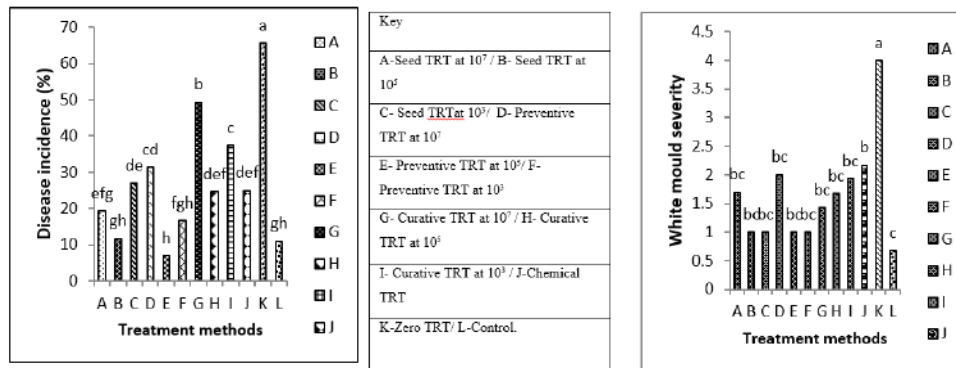 70
60
50
40
30
20
10
0
Disease incidence (%)
efg
gh
de
cd
h
fgh
b
def
c
def
a
gh
A B C D E F G H I J K L
Treatment methods
A
B
C
D
E
F
G
H
I
J
Key
A-Seed TRT at 10⁷ / B- Seed TRT at
10⁵
C- Seed TRTat 10³/ D- Preventive
TRT at 10⁷
E- Preventive TRT at 10⁵/ F-
Preventive TRT at 10³
G- Curative TRT at 10⁷ / H- Curative
TRT at 10⁵
I- Curative TRT at 10³ / J-Chemical
TRT
K-Zero TRT/ L-Control.
4.5
4
3.5
3
2.5
2
1.5
1
0.5
0
White mould severity
bc
bc
bc
bc
bc
bc
bc
bc
bc
b
a
c
A B C D E F G H I J K L
Treatment methods
A
B
C
D
E
F
G
H
I
J